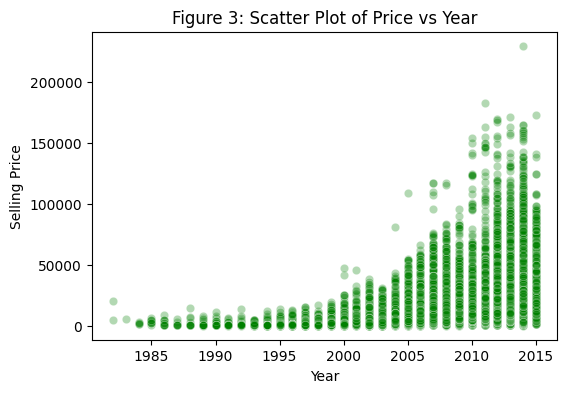 Figure 3: Scatter Plot of Price vs Year
200000
150000
100000
50000
0
Selling Price
1985 1990 1995 2000 2005 2010 2015
Year